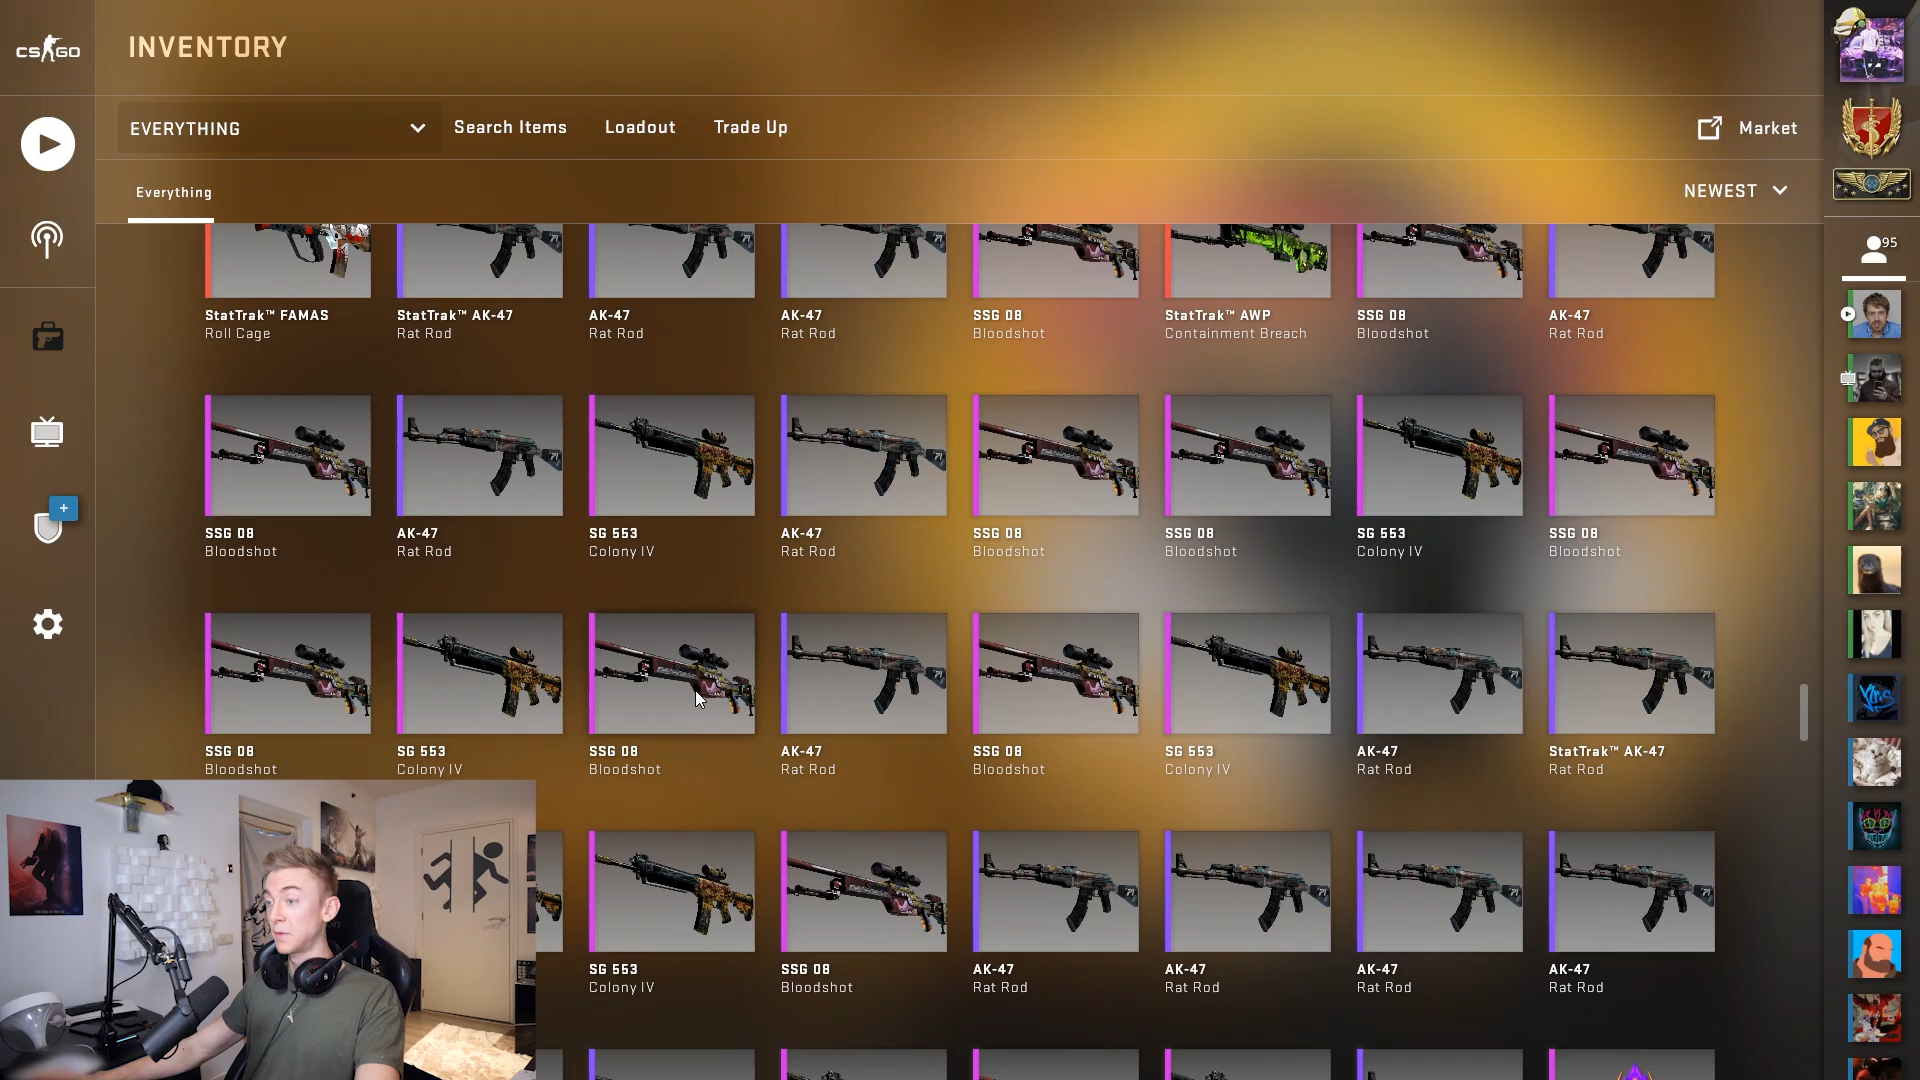 CS GO
INVENTORY
EVERYTHING
Search Items
Loadout
Trade Up
Market
Everything
NEWEST
95
StatTrak™ FAMAS
Roll Cage
StatTrak™ AK-47
Rat Rod
AK-47
Rat Rod
AK-47
Rat Rod
SSG 08
Bloodshot
StatTrak™ AWP
Containment Breach
SSG 08
Bloodshot
AK-47
Rat Rod
SSG 08
Bloodshot
AK-47
Rat Rod
SG 553
Colony IV
AK-47
Rat Rod
SSG 08
Bloodshot
SSG 08
Bloodshot
SG 553
Colony IV
SSG 08
Bloodshot
SSG 08
Bloodshot
SG 553
Colony IV
SSG 08
Bloodshot
AK-47
Rat Rod
SSG 08
Bloodshot
SG 553
Colony IV
AK-47
Rat Rod
StatTrak™ AK-47
Rat Rod
SG 553
Colony IV
SSG 08
Bloodshot
AK-47
Rat Rod
AK-47
Rat Rod
AK-47
Rat Rod
AK-47
Rat Rod